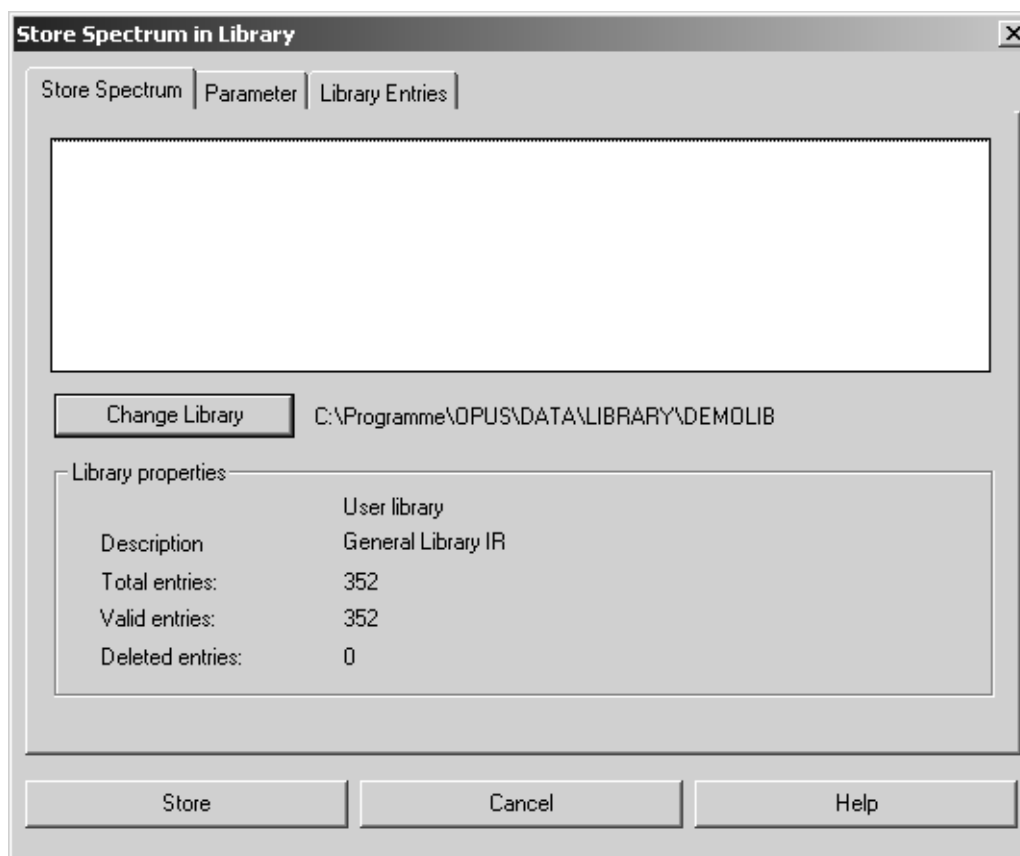 Store Spectrum in Library
Store Spectrum Parameter Library Entries
Change Library C:\Programme\OPUS\DATA\LIBRARY\DEMOLIB
Library properties
User library
Description General Library IR
Total entries: 352
Valid entries: 352
Deleted entries: 0
Store Cancel Help